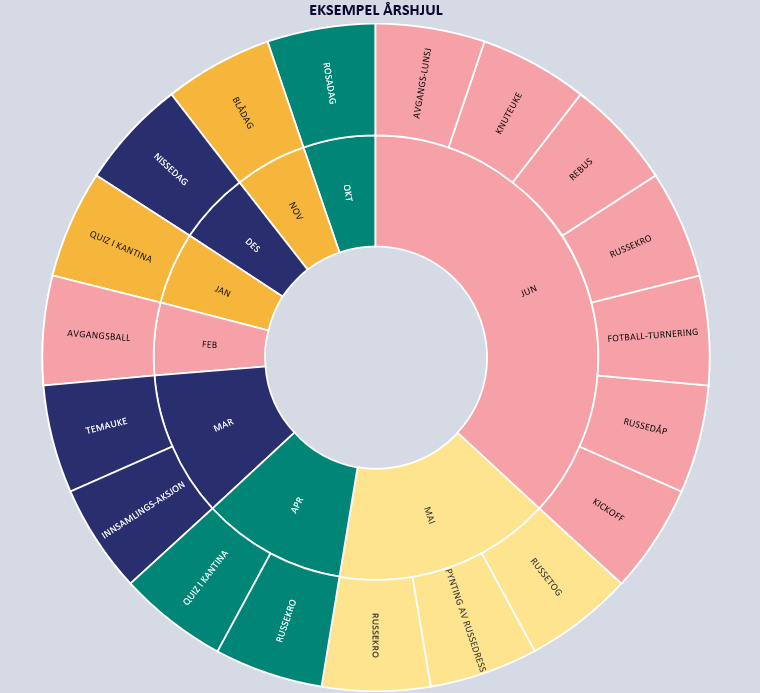 EKSEMPEL ÅRSHJUL
AVGANGS-LUNSJ
KNUTEUKE
REBUS
RUSSEKRO
FOTBALL-TURNERING
RUSSEDÅP
KICKOFF
JUN
RUSSETOG
PYNTING AV RUSSEDRESS
RUSSEKRO
MAI
RUSSEKRO
QUIZ I KANTINA
APR
INNSAMLINGS-AKSJON
TEMAUKE
MAR
AVGANGSBALL
FEB
QUIZ I KANTINA
JAN
NISSEDAG
DES
BLÅDAG
NOV
ROSADAG
OKT